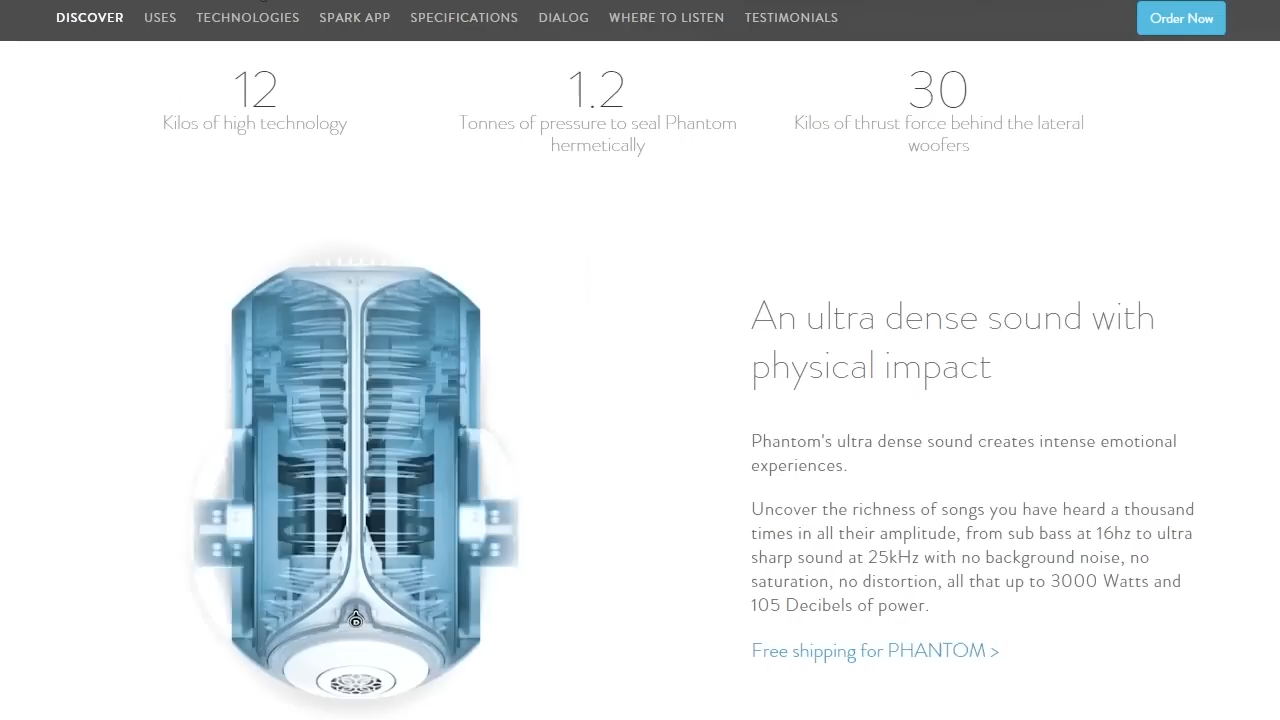 DISCOVER USES TECHNOLOGIES SPARK APP SPECIFICATIONS DIALOG WHERE TO LISTEN TESTIMONIALS Order Now
12
Kilos of high technology
1.2
Tonnes of pressure to seal Phantom
hermetically
30
Kilos of thrust force behind the lateral
woofers
An ultra dense sound with
physical impact
Phantom's ultra dense sound creates intense emotional
experiences.
Uncover the richness of songs you have heard a thousand
times in all their amplitude, from sub bass at 16hz to ultra
sharp sound at 25kHz with no background noise, no
saturation, no distortion, all that up to 3000 Watts and
105 Decibels of power.
Free shipping for PHANTOM >